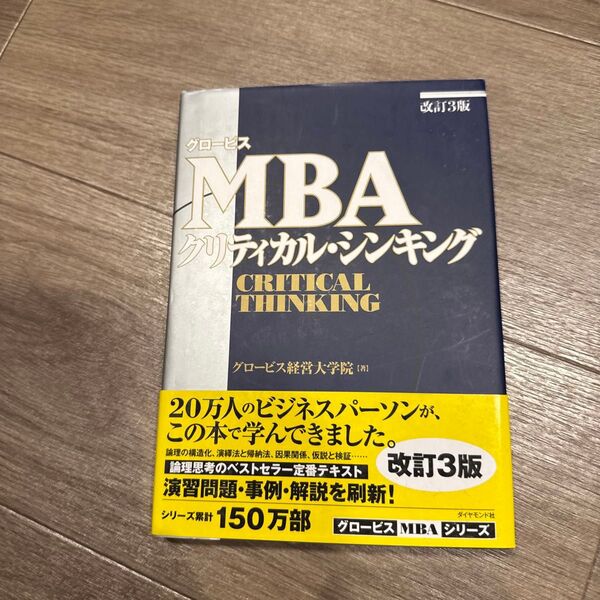 改訂3版
グロービス
MBA
クリティカル・シンキング
CRITICAL
THINKING
グロービス経営大学院 [著]
20万人のビジネスパーソンが、
この本で学んできました。
論理の構造化、演繹法と帰納法、因果関係、仮説と検証……
論理思考のベストセラー定番テキスト
改訂3版
演習問題・事例・解説を刷新!
ダイヤモンド社
シリーズ累計 150万部
グロービス MBA シリーズ